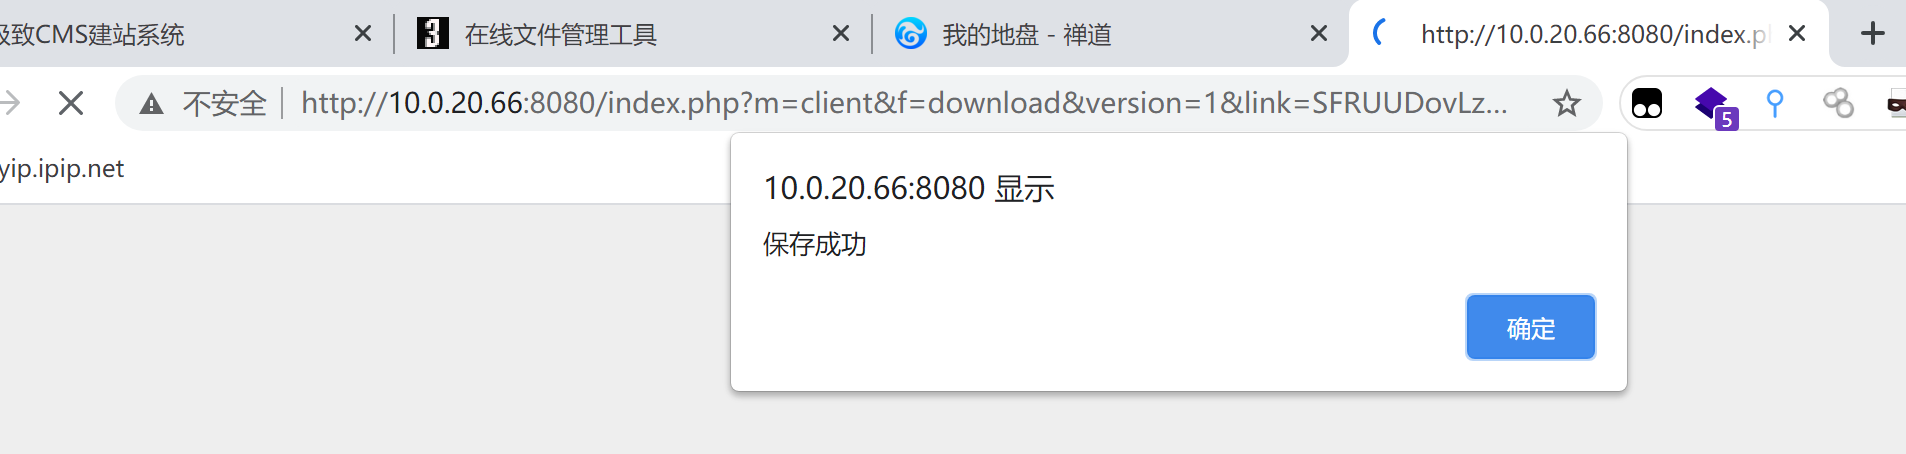 极致CMS建站系统
在线文件管理工具
我的地盘 - 禅道
http://10.0.20.66:8080/index.p
不安全
http://10.0.20.66:8080/index.php?m=client&f=download&version=1&link=SFRUUDovLz...
5
yip.ipip.net
10.0.20.66:8080 显示
保存成功
确定